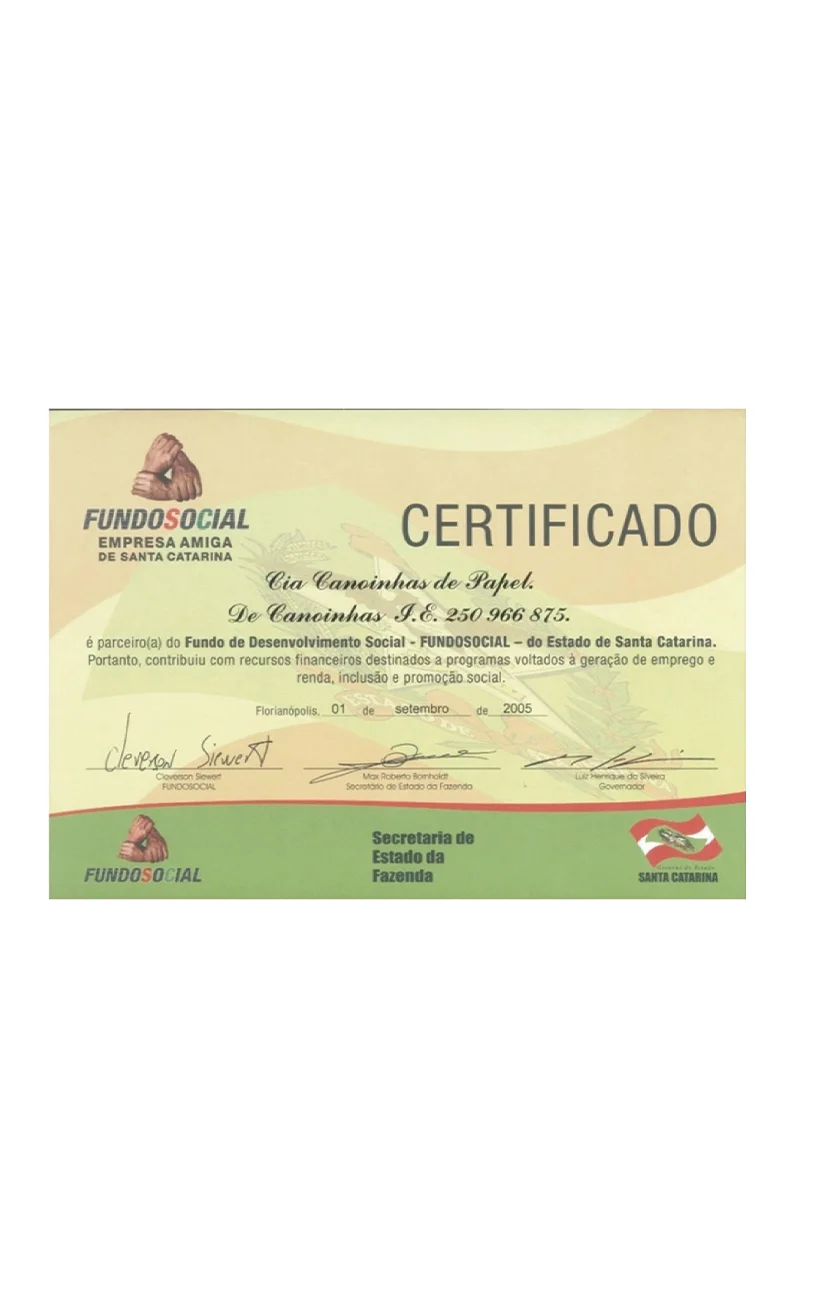 FUNDOSOCIAL
EMPRESA AMIGA
DE SANTA CATARINA
CERTIFICADO
Cia Canoinhas de Papel.
De Canoinhas I.E. 250 966 875.
é parceiro(a) do Fundo de Desenvolvimento Social - FUNDOSOCIAL – do Estado de Santa Catarina.
Portanto, contribuiu com recursos financeiros destinados a programas voltados à geração de emprego e
renda, inclusão e promoção social.
Florianópolis, 01 de setembro de 2005
Cleverson Siewert
Cleverson Siewert
FUNDOSOCIAL
Max Roberto Bornholdt
Secretário de Estado da Fazenda
Luiz Henrique da Silveira
Governador
FUNDOSOCIAL
Secretaria de
Estado da
Fazenda
Governo do Estado
SANTA CATARINA